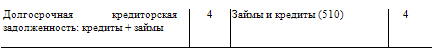 Долгосрочная кредиторская 4 Займы и кредиты (510) 4
задолженность: кредиты + займы